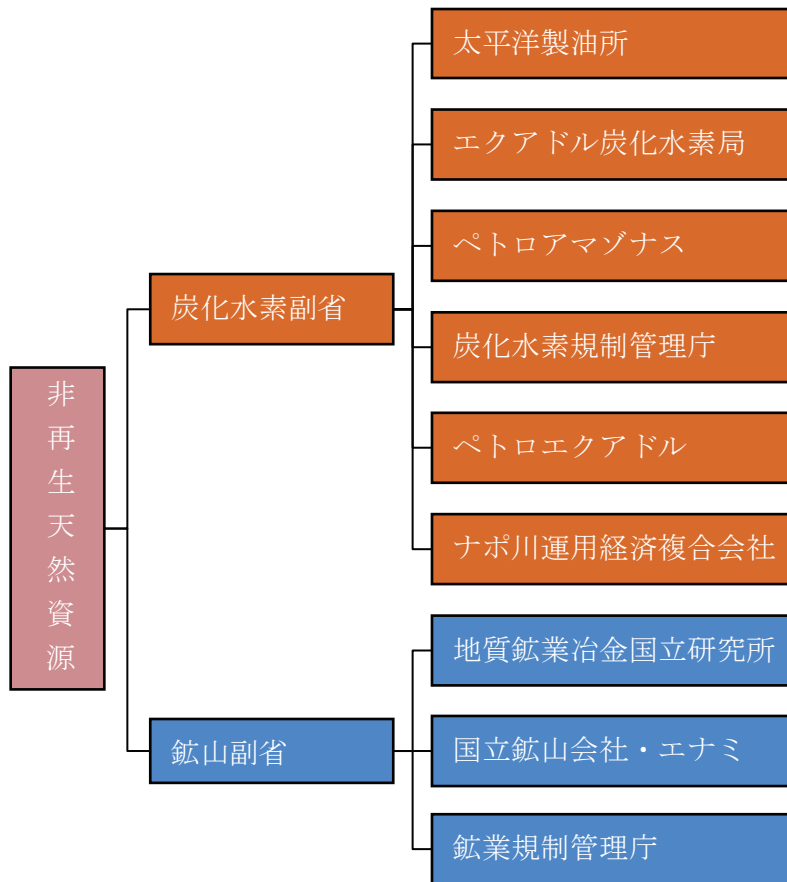 非再生天然資源
炭化水素副省
太平洋製油所
エクアドル炭化水素局
ペトロアマゾナス
炭化水素規制管理庁
ペトロエクアドル
ナポ川運用経済複合会社
鉱山副省
地質鉱業冶金国立研究所
国立鉱山会社・エナミ
鉱業規制管理庁